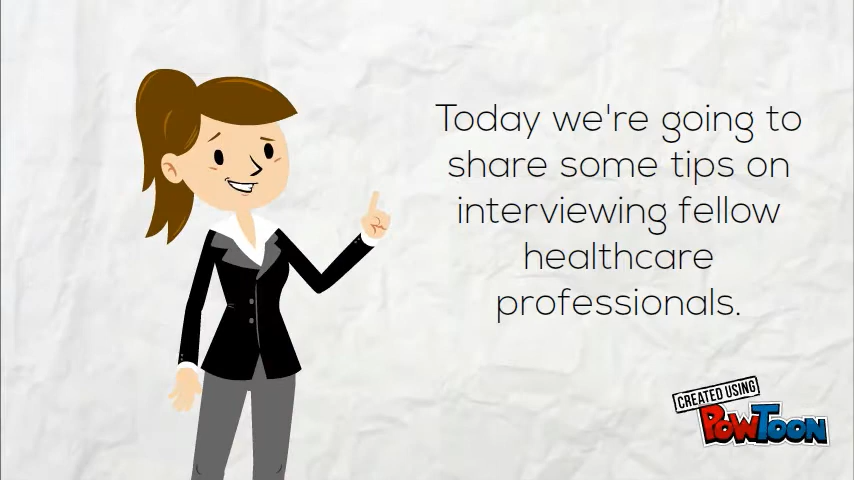 Today we're going to
share some tips on
interviewing fellow
healthcare
professionals.
CREATED USING
POWTOON